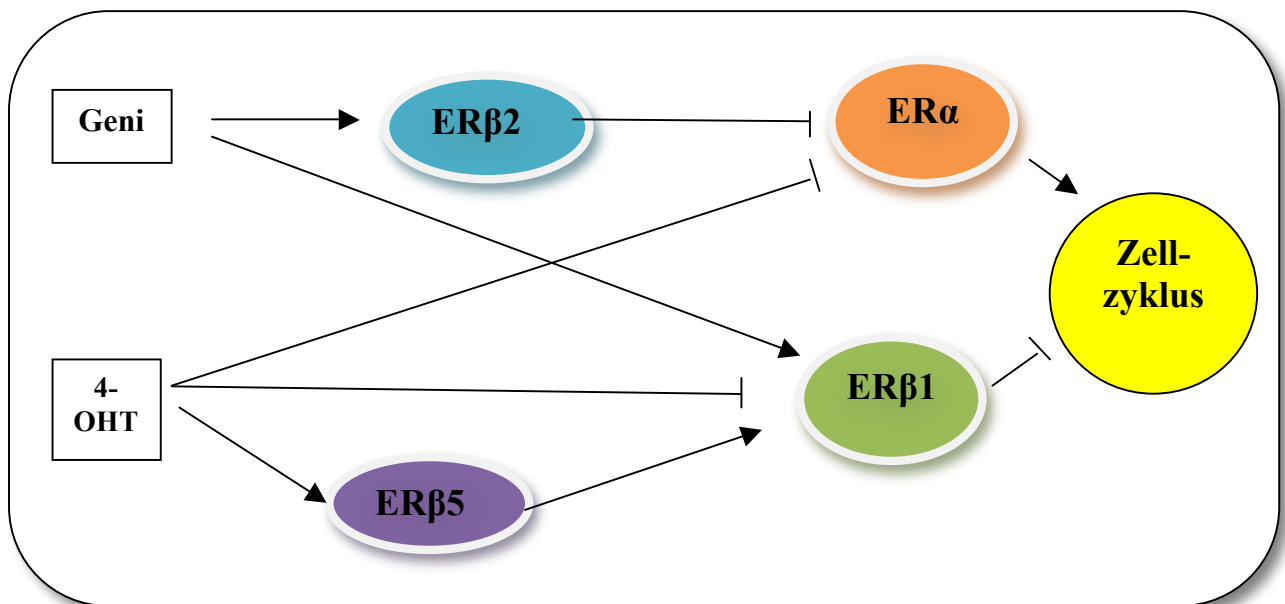 Geni
ERβ2
ERα
Zell-
zyklus
4-
OHT
ERβ1
ERβ5